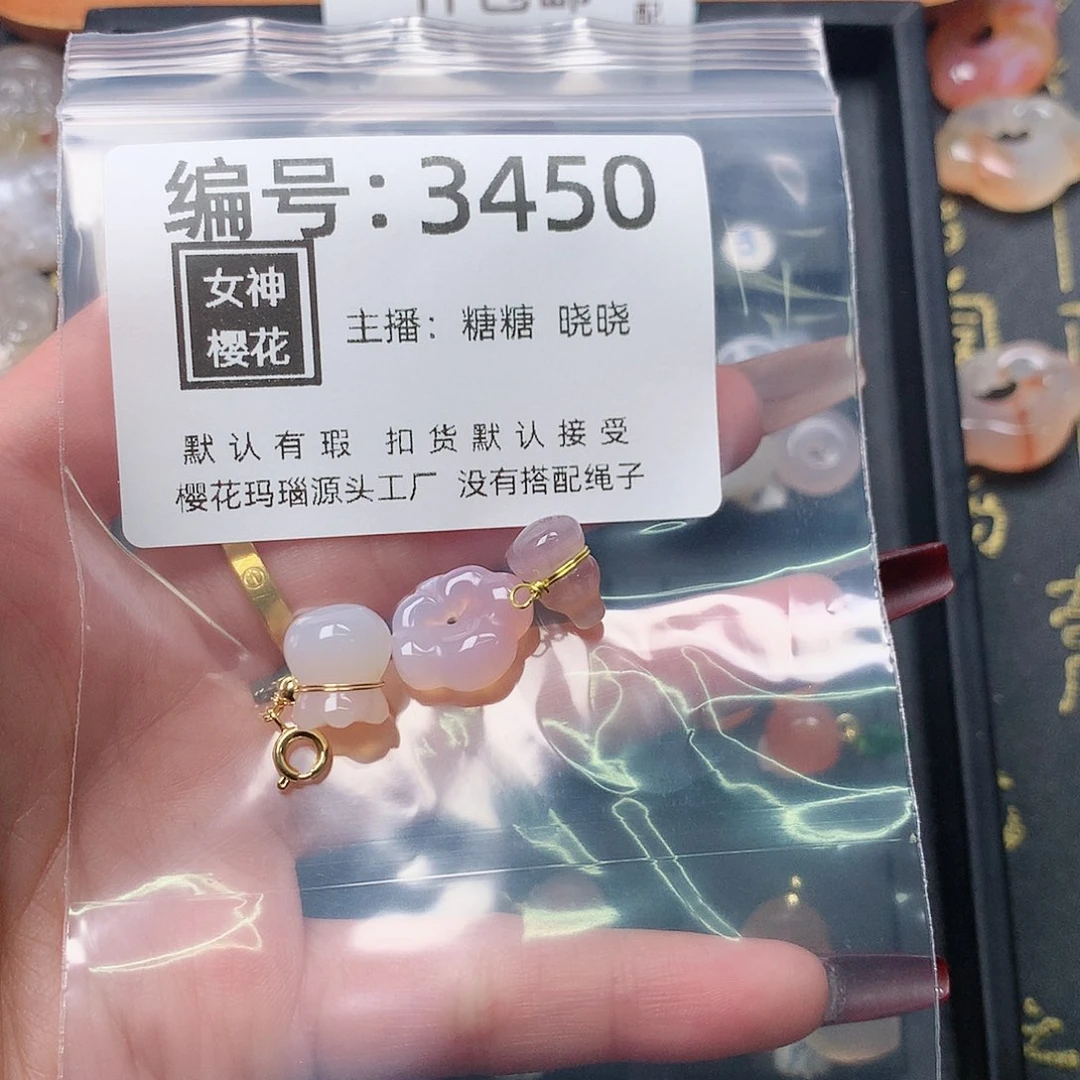 编号：3450
女神
樱花
主播：糖糖 晓晓
默认有瑕 扣货默认接受
樱花玛瑙源头工厂 没有搭配绳子